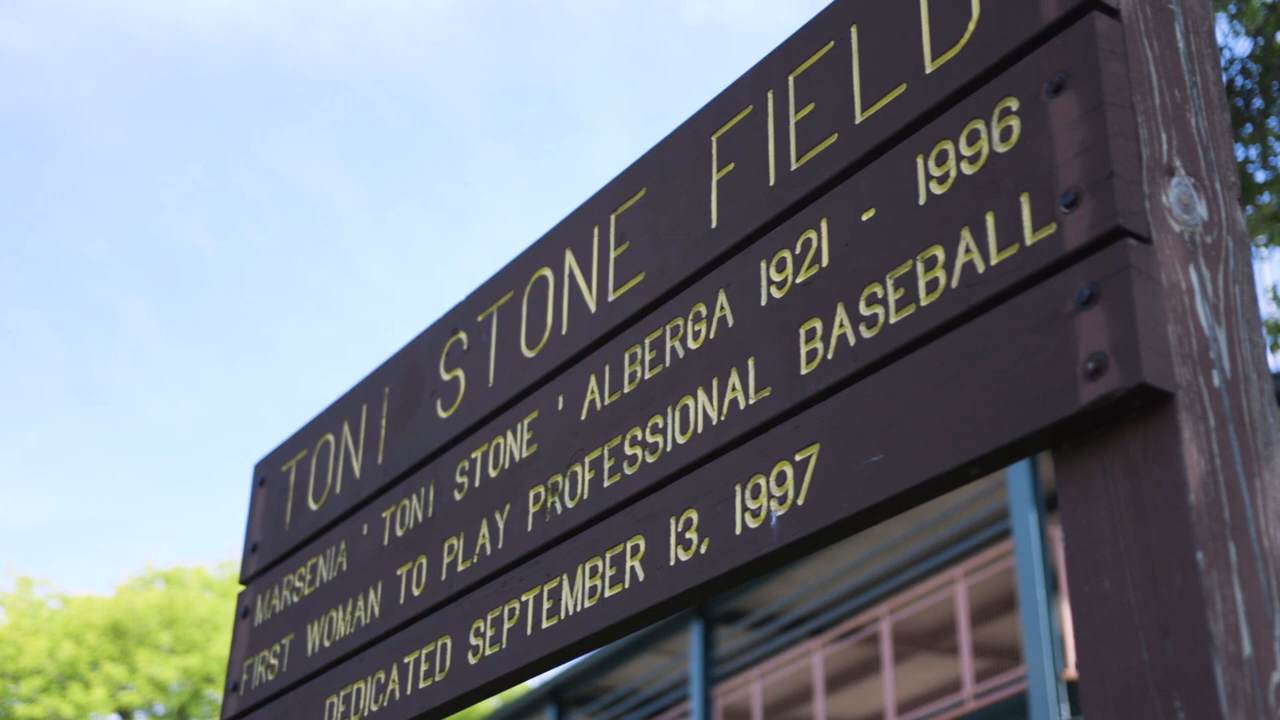 TONI STONE FIELD
MARSENIA ' TONI STONE ' ALBERGA 1921 - 1996
FIRST WOMAN TO PLAY PROFESSIONAL BASEBALL
DEDICATED SEPTEMBER 13, 1997